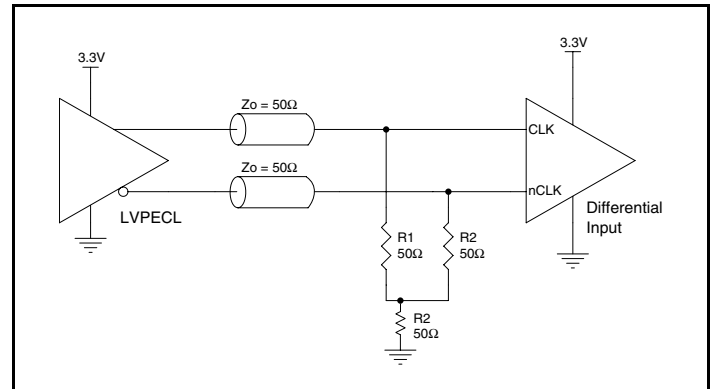 3.3V
3.3V
Zo = 50Ω
CLK
Zo = 50Ω
nCLK
LVPECL
Differential
Input
R1
50Ω
R2
50Ω
R2
50Ω